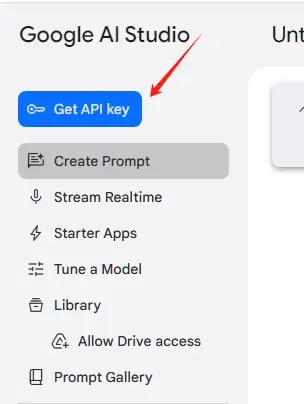 Google AI Studio
Unt
Get API key
Create Prompt
Stream Realtime
Starter Apps
Tune a Model
Library
Allow Drive access
Prompt Gallery